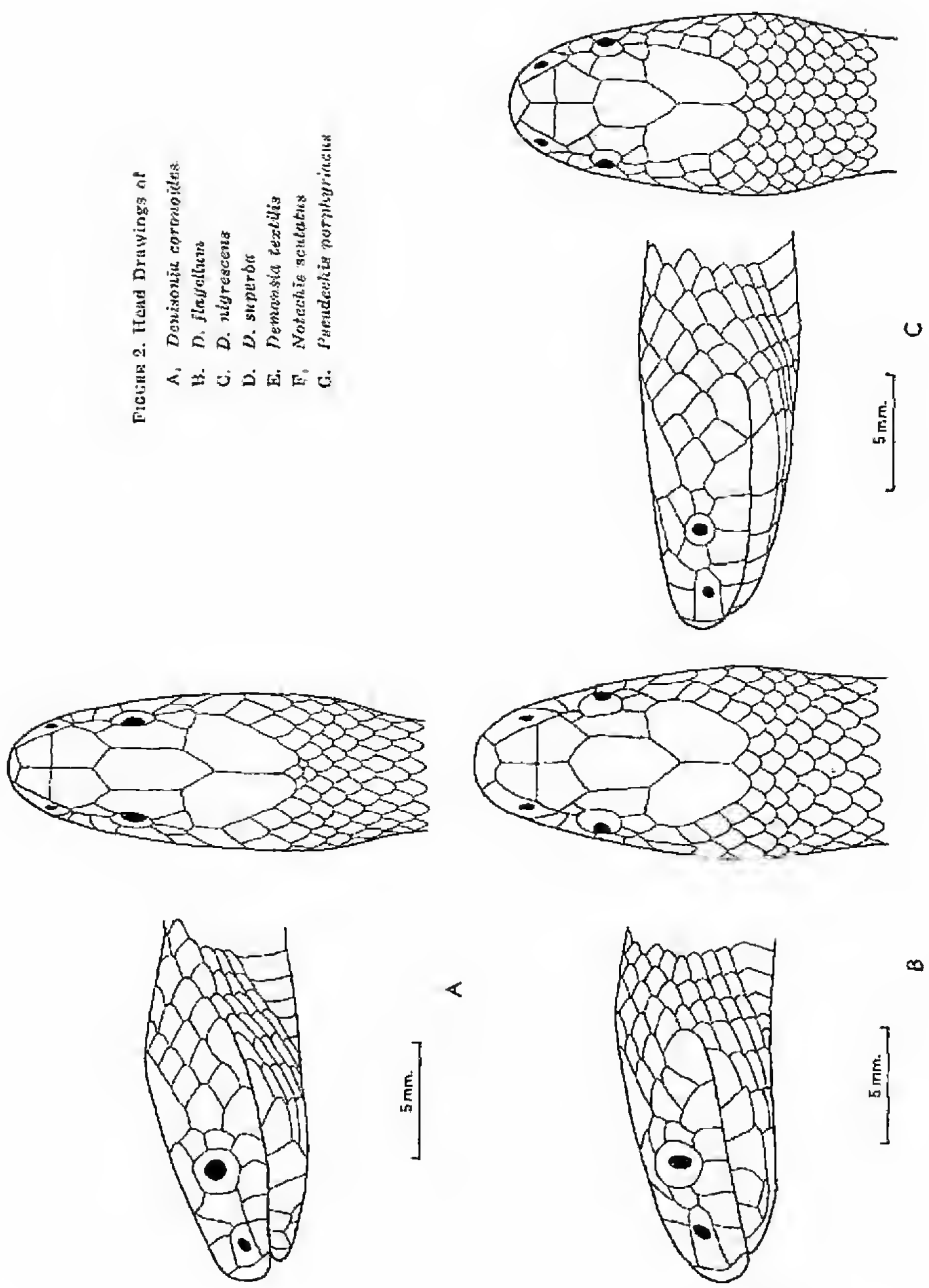 FIGURE 2. Head Drawings of
A. Denisonia coronoides
B. D. flagellum
C. D. nigrescens
D. D. superba
E. Demansia textilis
F. Notechis scutatus
G. Pseudechis porphyriacus
A
5 mm.
B
5 mm.
C
5 mm.